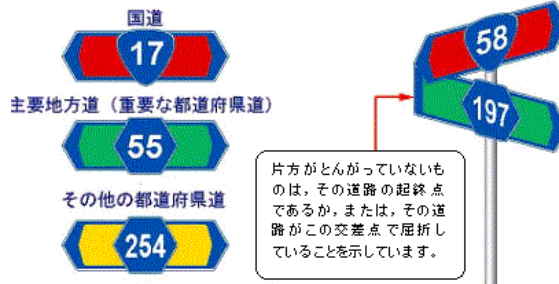 国道
17
主要地方道（重要な都道府県道）
55
その他の都道府県道
254
58
197
片方がとんがっていないも
のは，その道路の起終点
であるか，または，その道
路がこの交差点で屈折し
ていることを示しています。